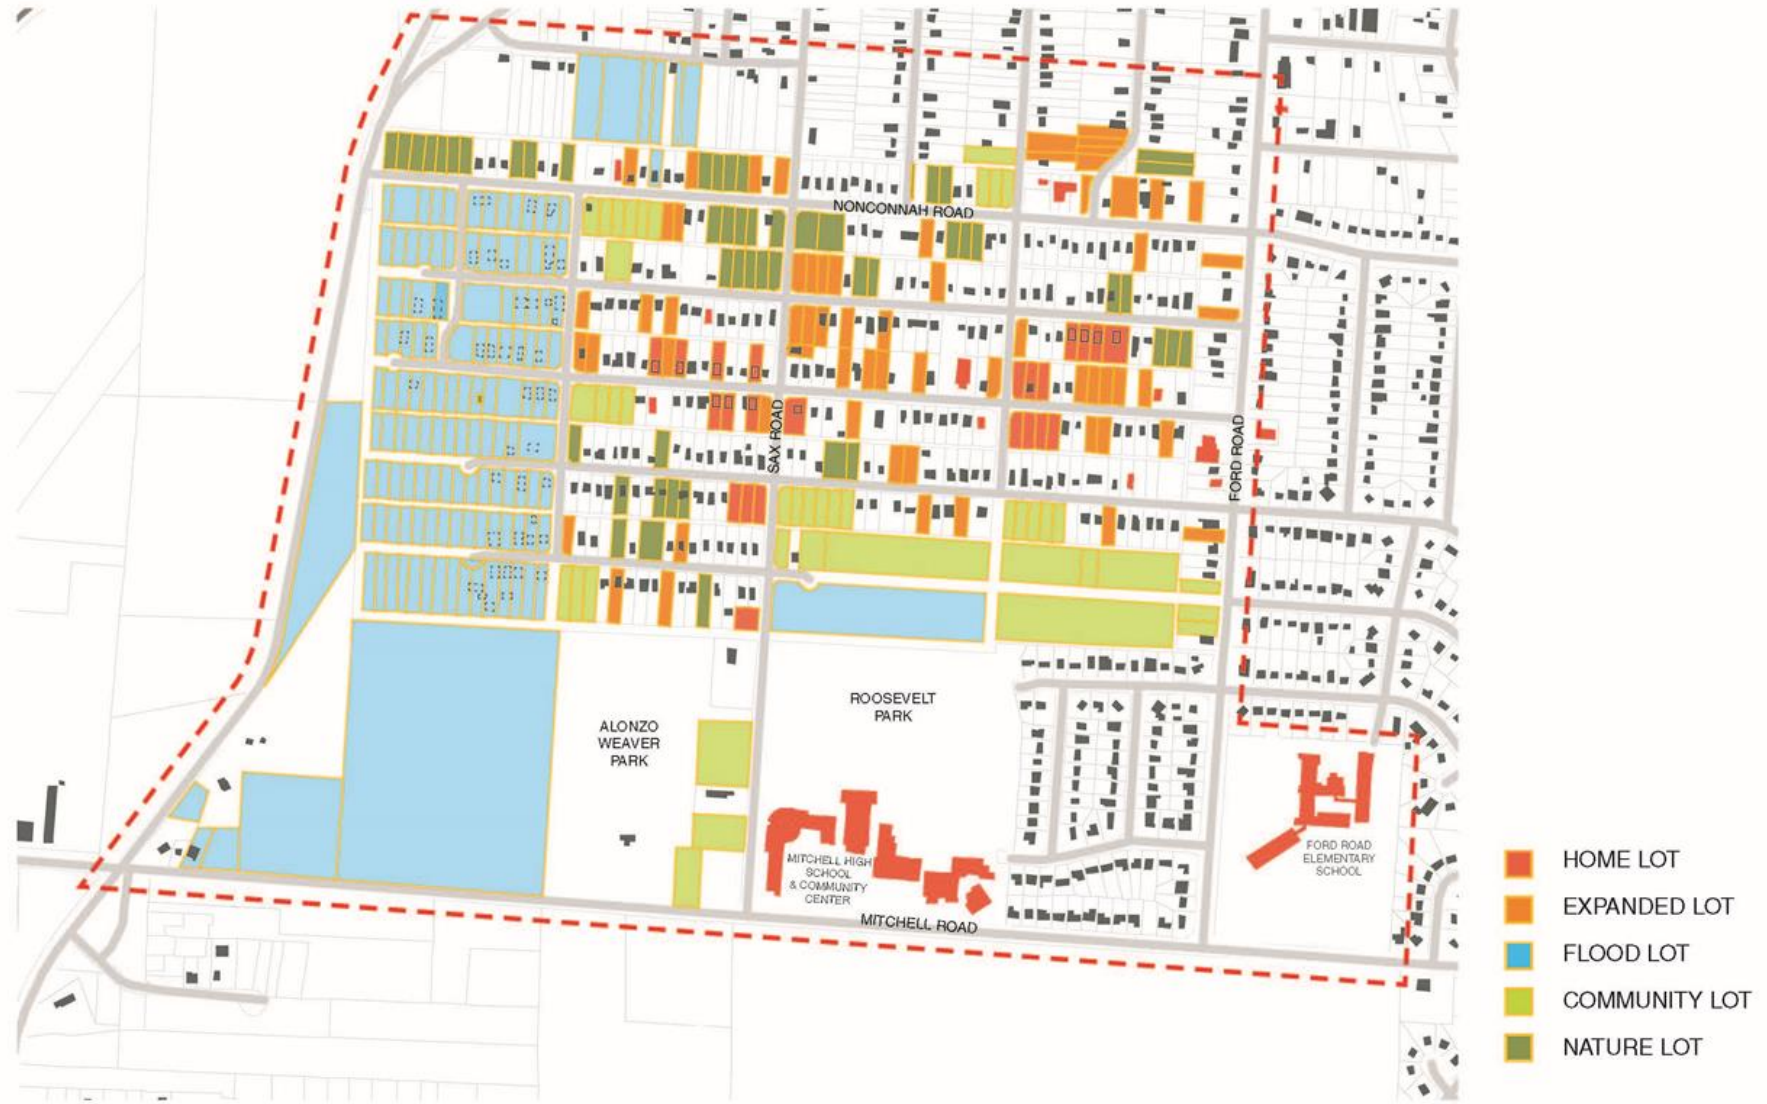 NONCONNAH ROAD
SAX ROAD
FORD ROAD
ALONZO
WEAVER
PARK
ROOSEVELT
PARK
MITCHELL HIGH
SCHOOL
& COMMUNITY
CENTER
FORD ROAD
ELEMENTARY
SCHOOL
MITCHELL ROAD
HOME LOT
EXPANDED LOT
FLOOD LOT
COMMUNITY LOT
NATURE LOT